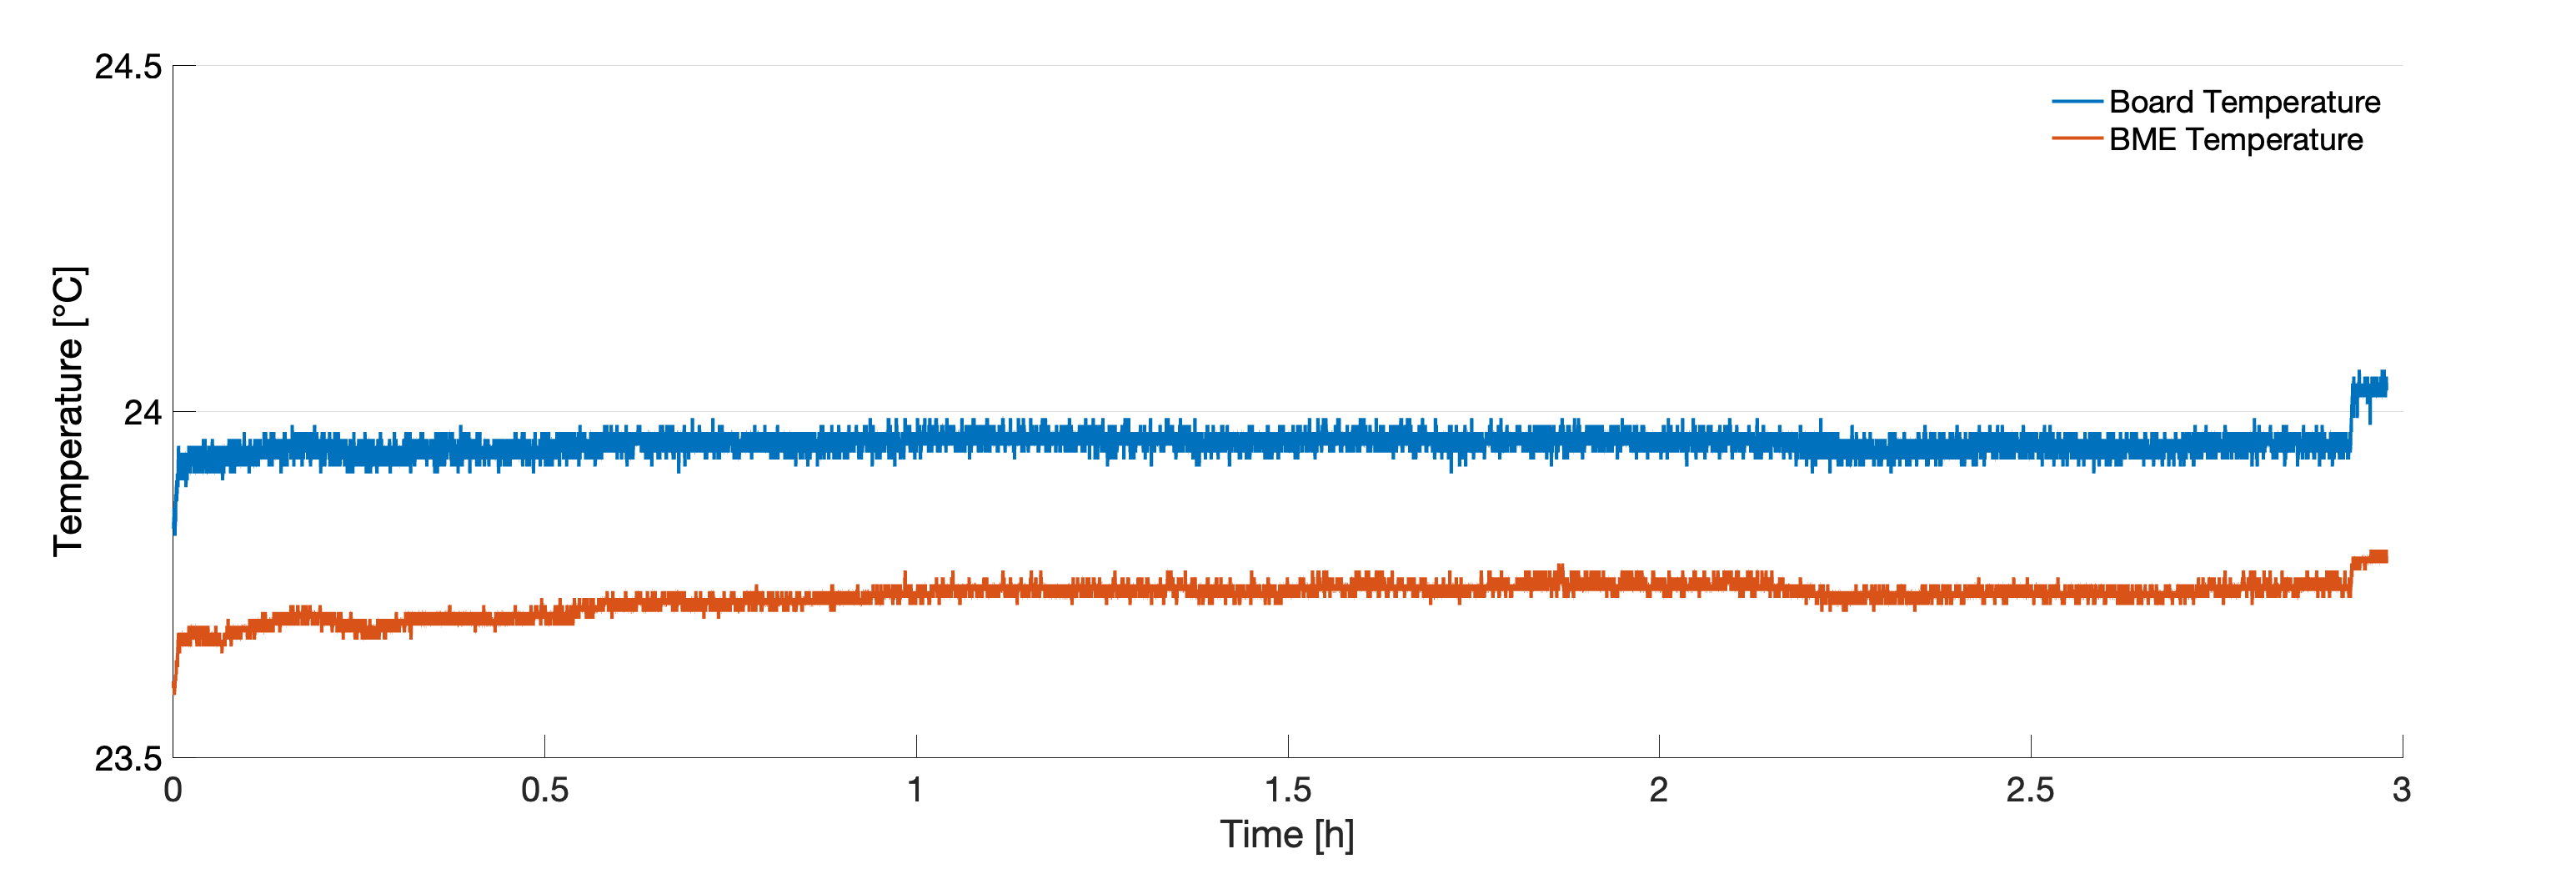 24.5
24
23.5
Temperature [°C]
Board Temperature
BME Temperature
0 0.5 1 1.5 2 2.5 3
Time [h]